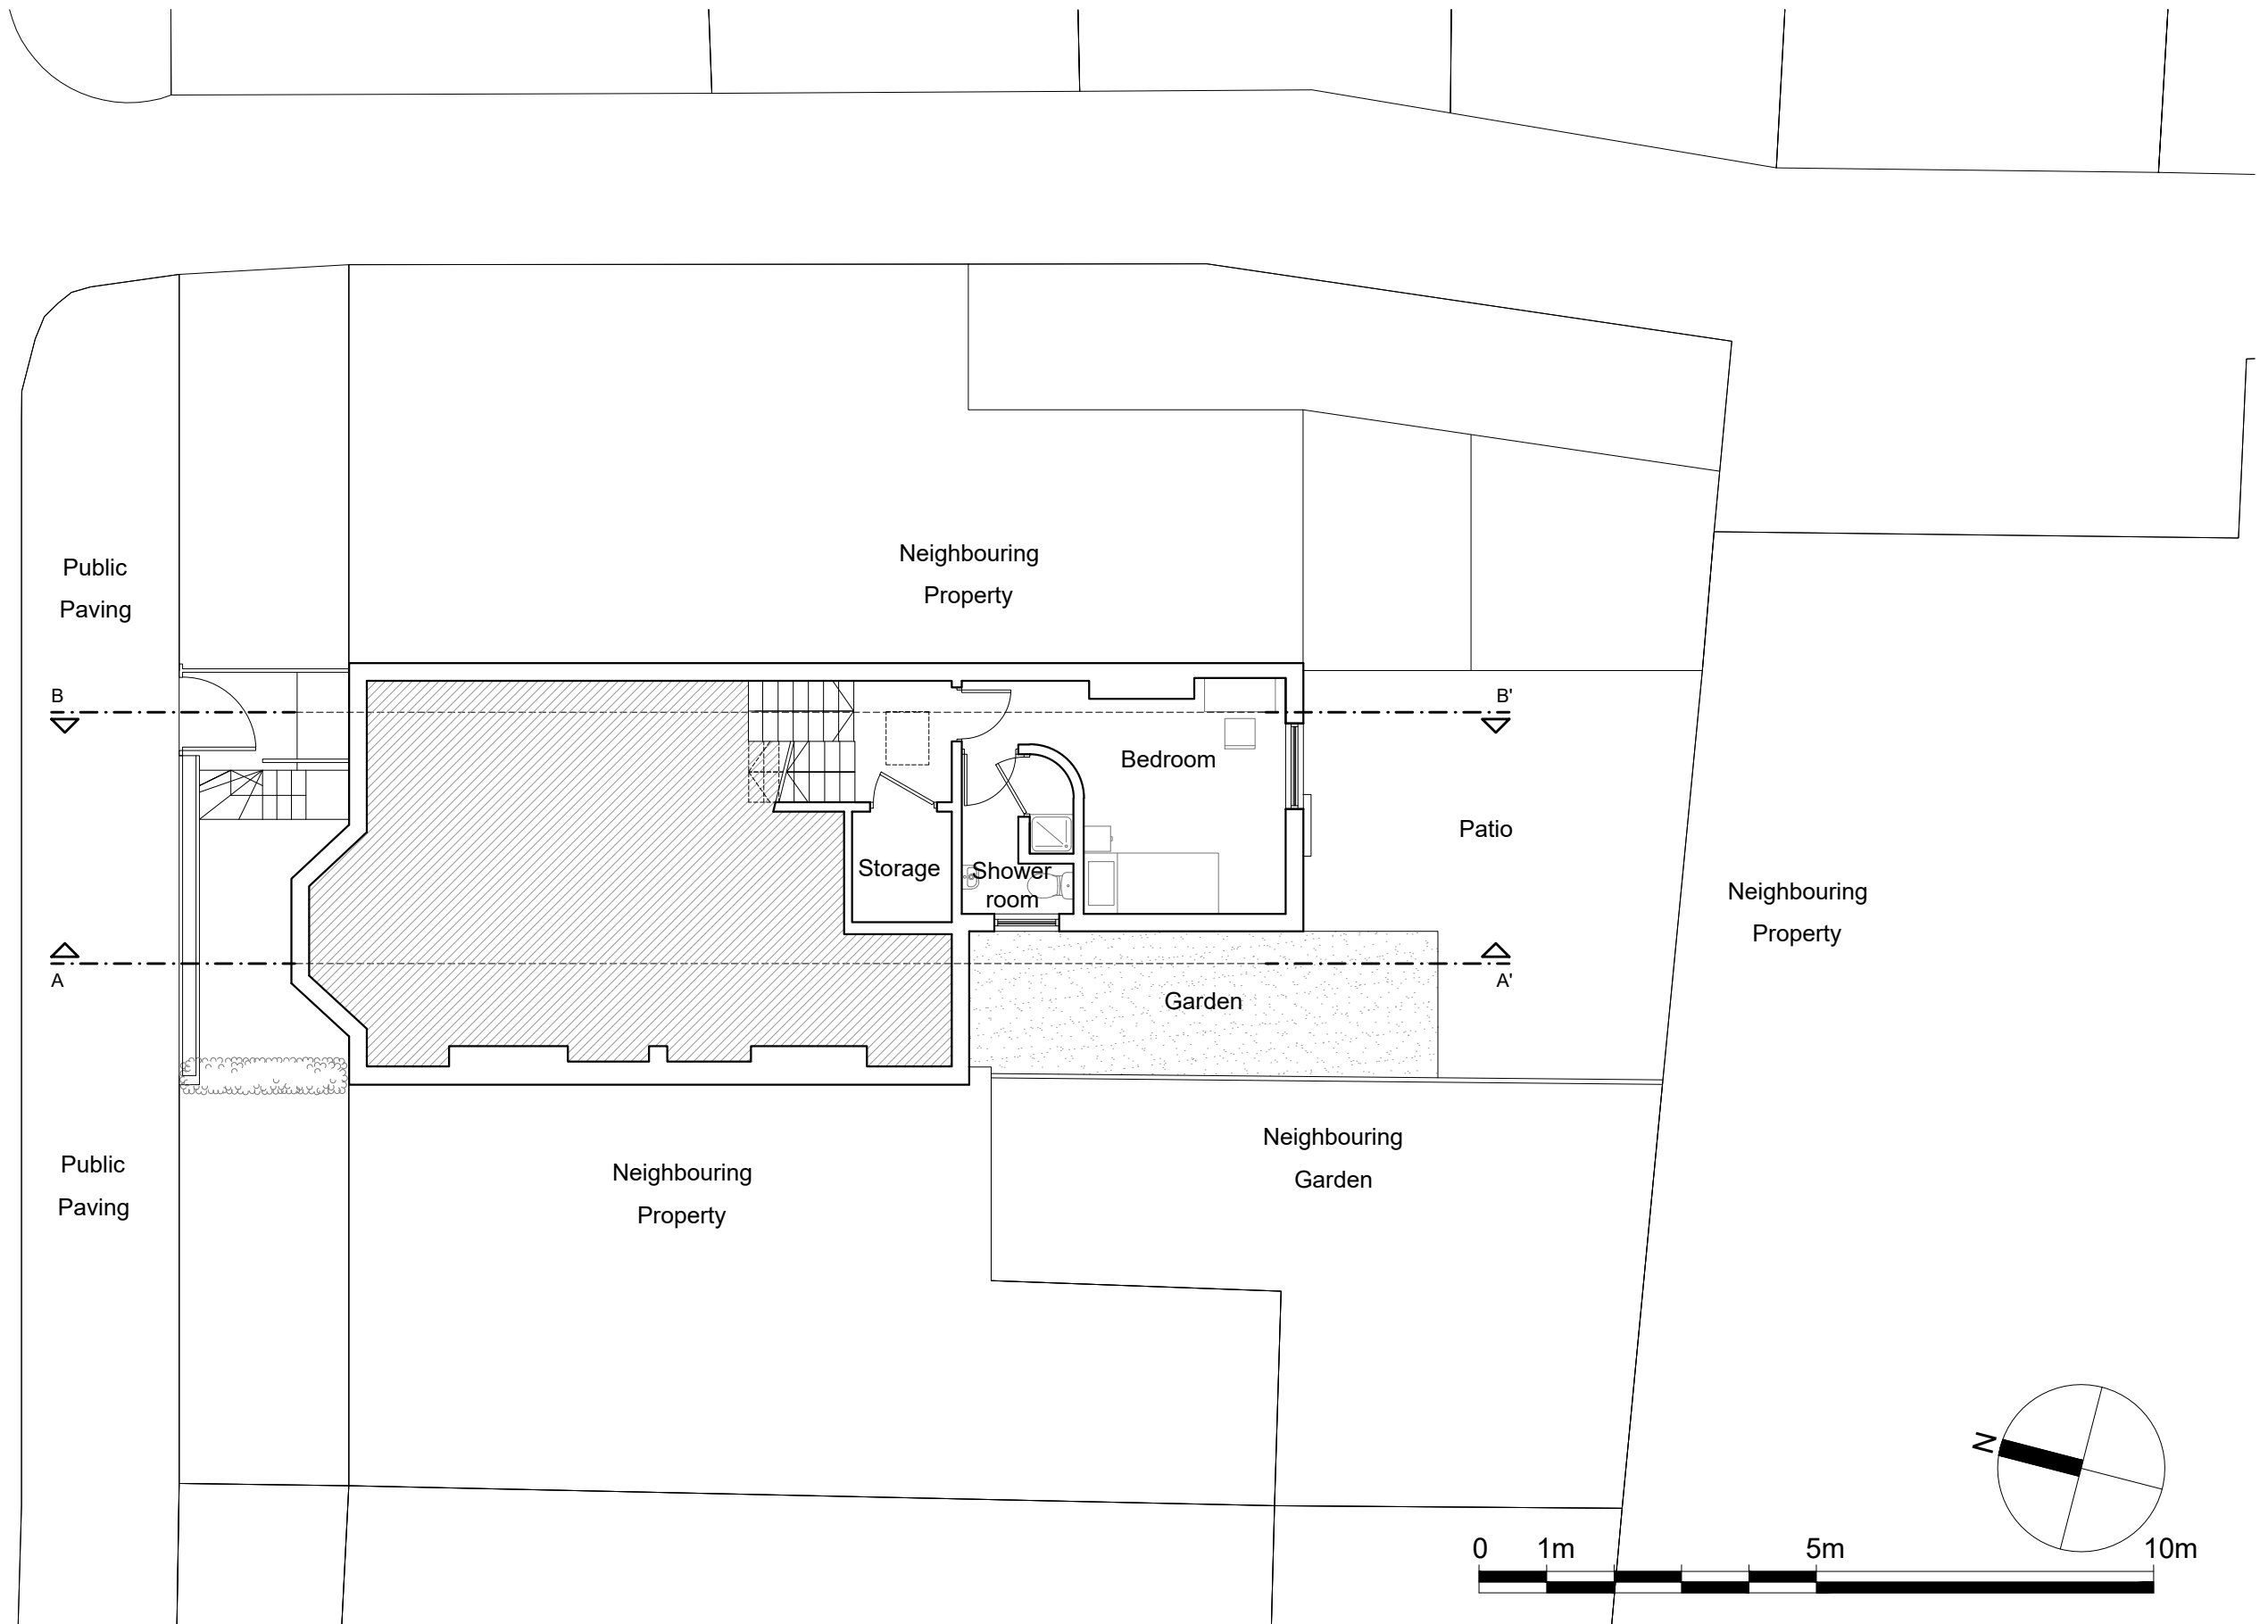 Neighbouring
Property
Public
Paving
B
B'
Bedroom
Patio
Storage
Shower
room
Neighbouring
Property
A
A'
Garden
Neighbouring
Garden
Public
Paving
Neighbouring
Property
N
0 1m 5m 10m